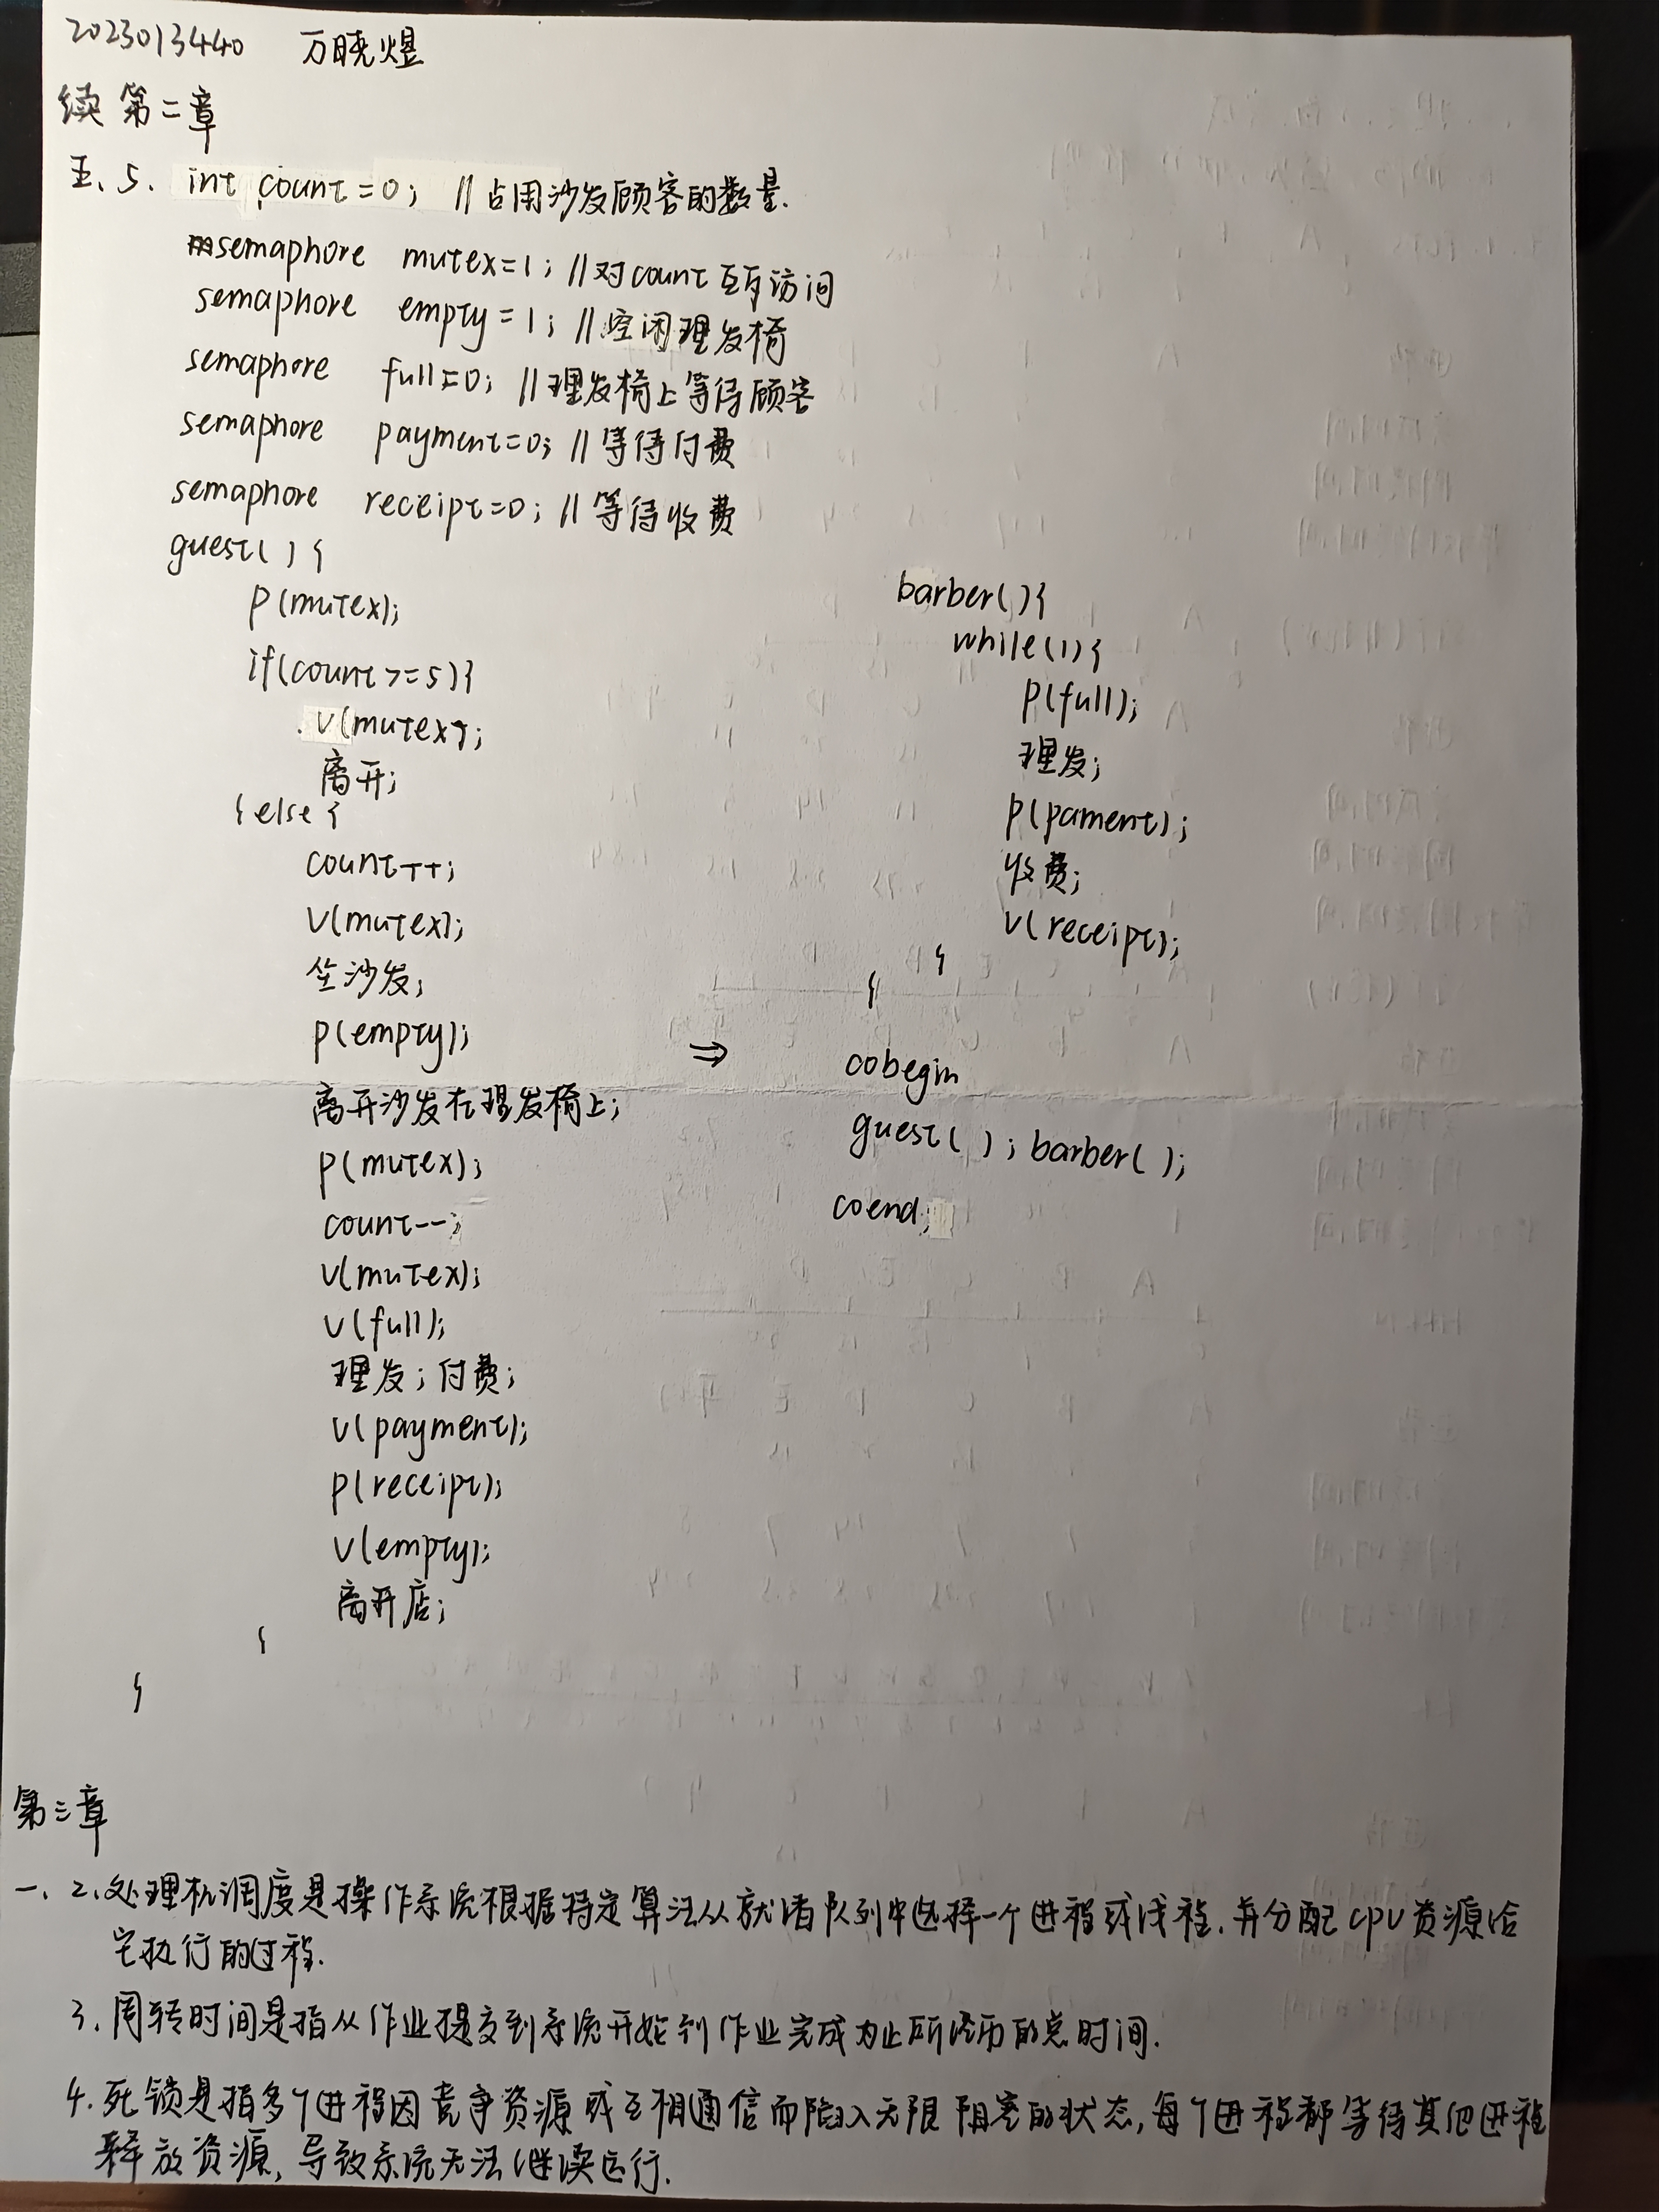 2023013440 万晓煜
续 第二章
五、5. int count=0; //占用沙发顾客的数量.
semaphore mutex=1; //对count互斥访问
semaphore empty=1; //空闲理发椅
semaphore full=0; //理发椅上等待顾客
semaphore payment=0; //等待付费
semaphore receipt=0; //等待收费
guest(){
p(mutex);
if(count>=5){
v(mutex);
离开;
}else{
count++;
v(mutex);
坐沙发;
p(empty);
离开沙发在理发椅上;
p(mutex);
count--;
v(mutex);
v(full);
理发;付费;
v(payment);
p(receipt);
v(empty);
离开店;
}
}
barber(){
while(1){
p(full);
理发;
p(pament);
收费;
v(receipt);
}
}
⇒ cobegin
guest(); barber();
coend;
第三章
一、2.处理机调度是操作系统根据特定算法从就绪队列中选择一个进程或线程.并分配CPU资源给
它执行的过程.
3.周转时间是指从作业提交到系统开始到作业完成为止所经历的总时间.
4.死锁是指多个进程因竞争资源或互相通信而陷入无限阻塞的状态,每个进程都等待其他进程
释放资源,导致系统无法继续运行.